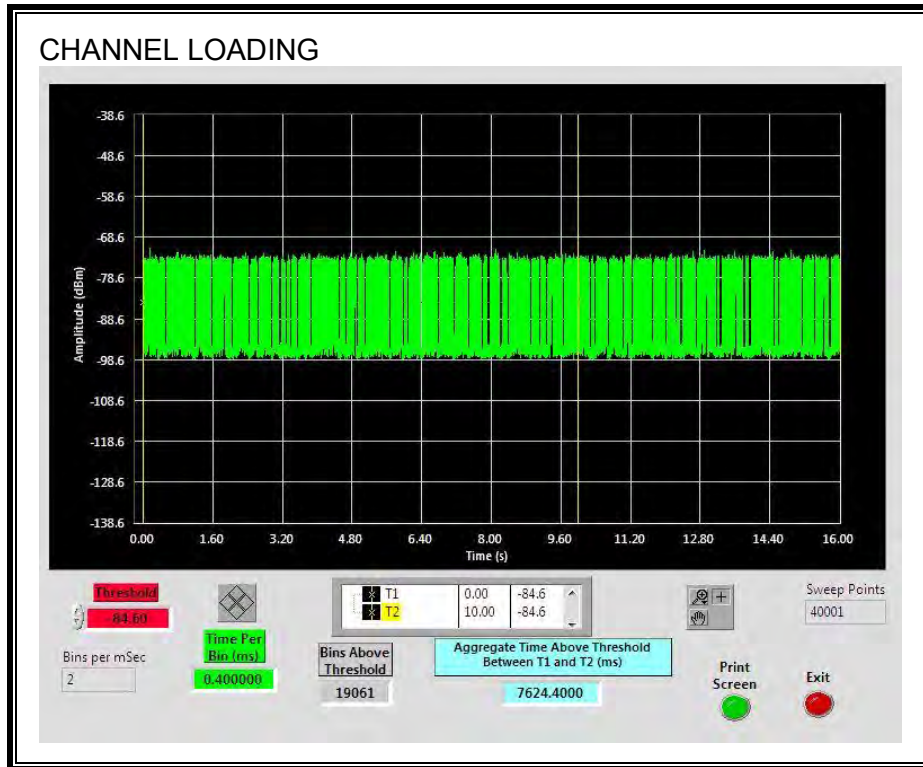 CHANNEL LOADING
Amplitude (dBm)
-38.6
-48.6
-58.6
-68.6
-78.6
-88.6
-98.6
-108.6
-118.6
-128.6
-138.6
0.00 1.60 3.20 4.80 6.40 8.00 9.60 11.20 12.80 14.40 16.00
Time (s)
Threshold
-84.60
Bins per mSec
2
Time Per
Bin (ms)
0.400000
T1 0.00 -84.6
T2 10.00 -84.6
Bins Above
Threshold
19061
Aggregate Time Above Threshold
Between T1 and T2 (ms)
7624.4000
Sweep Points
40001
Print
Screen
Exit